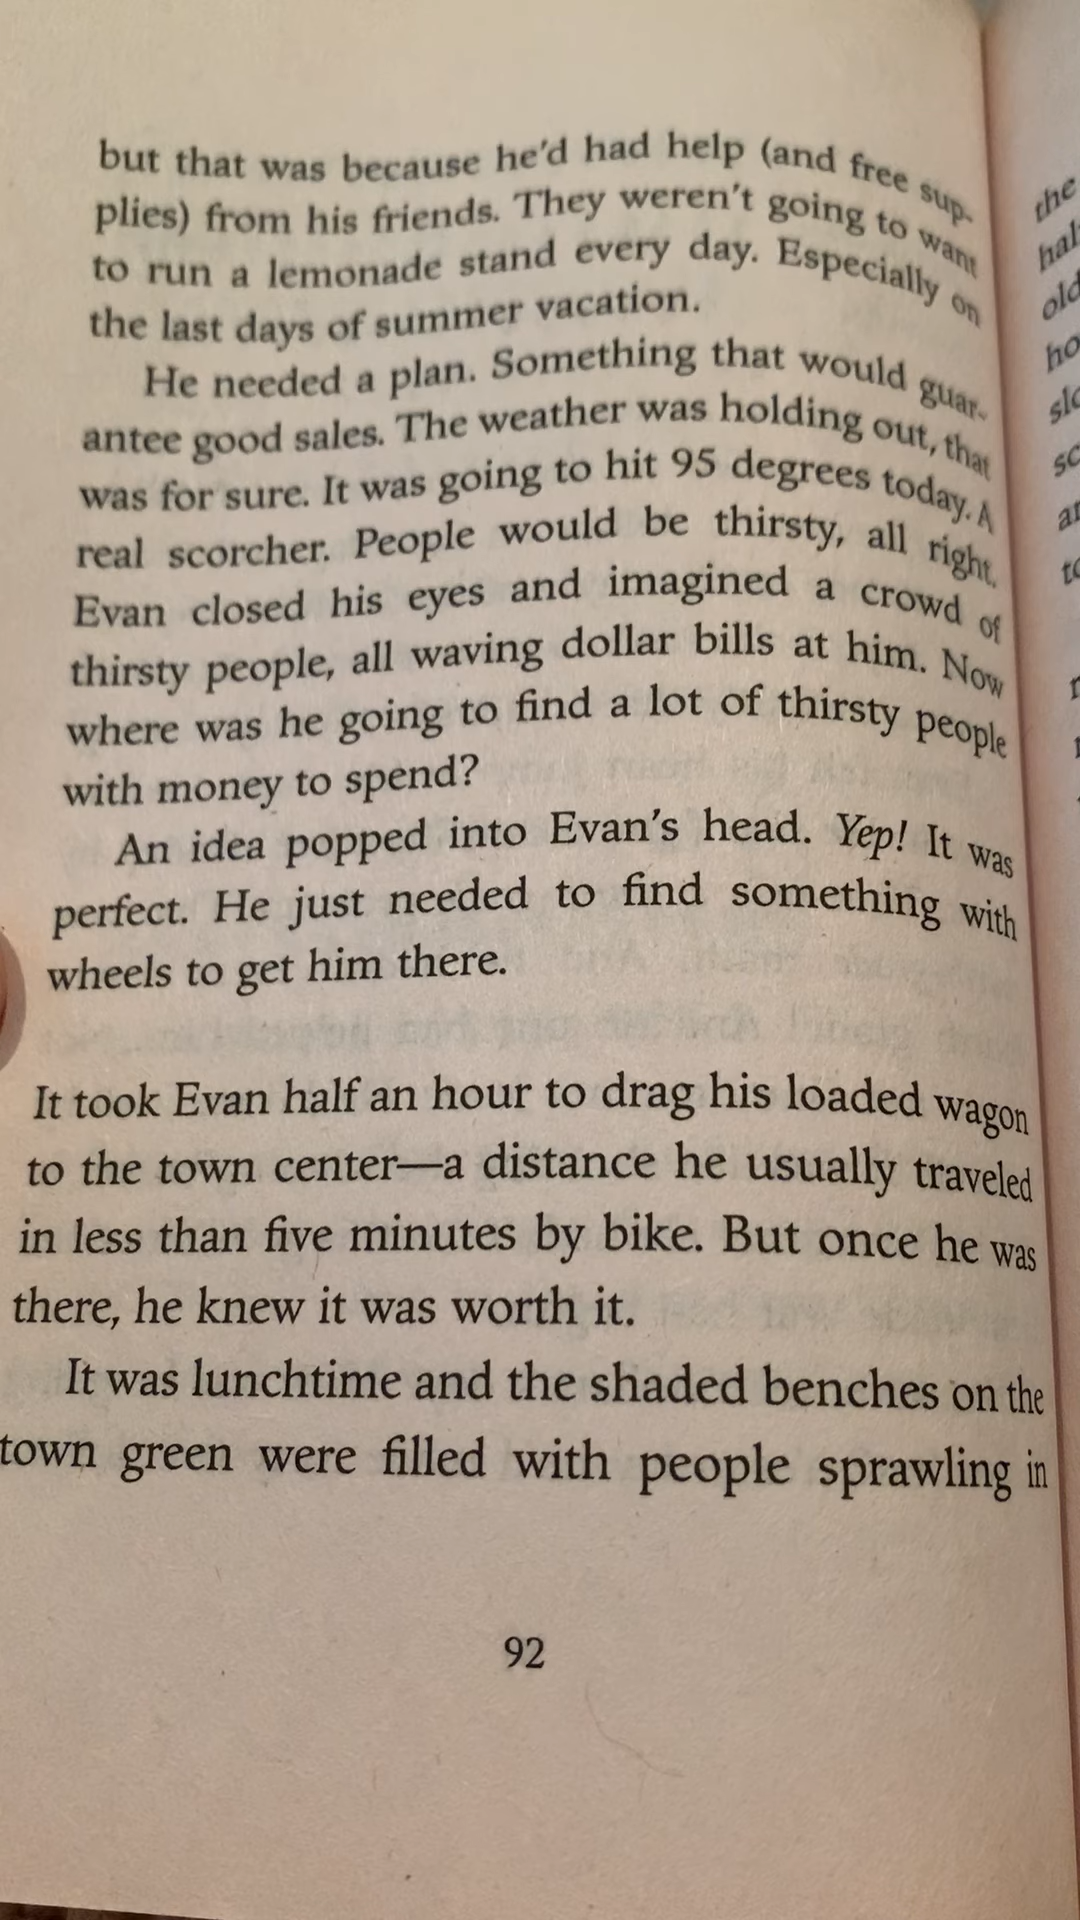 but that was because he'd had help (and free sup-
plies) from his friends. They weren't going to want
to run a lemonade stand every day. Especially on
the last days of summer vacation.
He needed a plan. Something that would guar-
antee good sales. The weather was holding out, that
was for sure. It was going to hit 95 degrees today. A
real scorcher. People would be thirsty, all right.
Evan closed his eyes and imagined a crowd of
thirsty people, all waving dollar bills at him. Now
where was he going to find a lot of thirsty people
with money to spend?
An idea popped into Evan's head. Yep! It was
perfect. He just needed to find something with
wheels to get him there.
It took Evan half an hour to drag his loaded wagon
to the town center—a distance he usually traveled
in less than five minutes by bike. But once he was
there, he knew it was worth it.
It was lunchtime and the shaded benches on the
town green were filled with people sprawling in
92
the